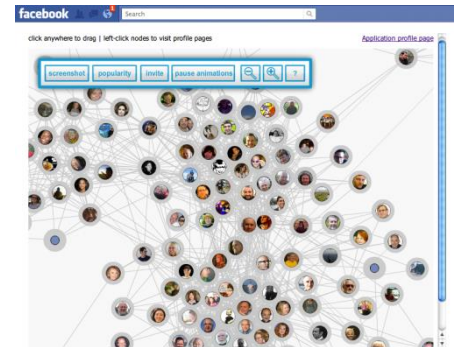 facebook 1 Search
click anywhere to drag | left-click nodes to visit profile pages Application profile page
screenshot popularity invite pause animations ?